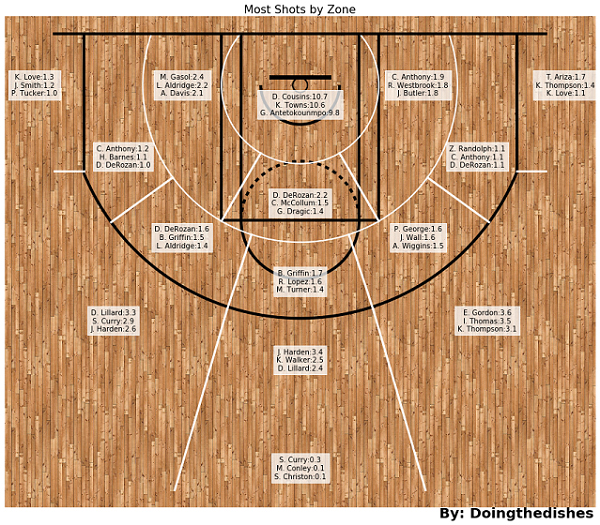 Most Shots by Zone
K. Love:1.3
J. Smith:1.2
P. Tucker:1.0
M. Gasol:2.4
L. Aldridge:2.2
A. Davis:2.1
D. Cousins:10.7
K. Towns:10.6
G. Antetokounmpo:9.8
C. Anthony:1.9
R. Westbrook:1.8
J. Butler:1.8
T. Ariza:1.7
K. Thompson:1.4
K. Love:1.1
C. Anthony:1.2
H. Barnes:1.1
D. DeRozan:1.0
Z. Randolph:1.1
C. Anthony:1.1
D. DeRozan:1.1
D. DeRozan:2.2
C. McCollum:1.5
G. Dragic:1.4
D. DeRozan:1.6
B. Griffin:1.5
L. Aldridge:1.4
P. George:1.6
J. Wall:1.6
A. Wiggins:1.5
B. Griffin:1.7
R. Lopez:1.6
M. Turner:1.4
D. Lillard:3.3
S. Curry:2.9
J. Harden:2.6
E. Gordon:3.6
I. Thomas:3.5
K. Thompson:3.1
J. Harden:3.4
K. Walker:2.5
D. Lillard:2.4
S. Curry:0.3
M. Conley:0.1
S. Christon:0.1
By: Doingthedishes